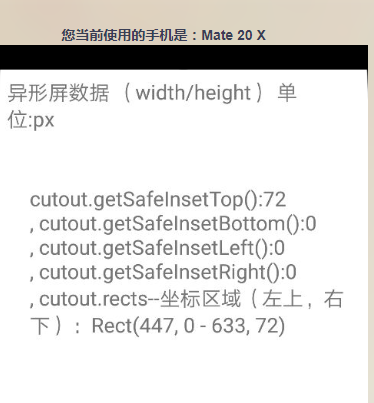 您当前使用的手机是：Mate 20 X
异形屏数据 （width/height） 单
位:px
cutout.getSafeInsetTop():72
, cutout.getSafeInsetBottom():0
, cutout.getSafeInsetLeft():0
, cutout.getSafeInsetRight():0
, cutout.rects--坐标区域（左上，右
下）：Rect(447, 0 - 633, 72)